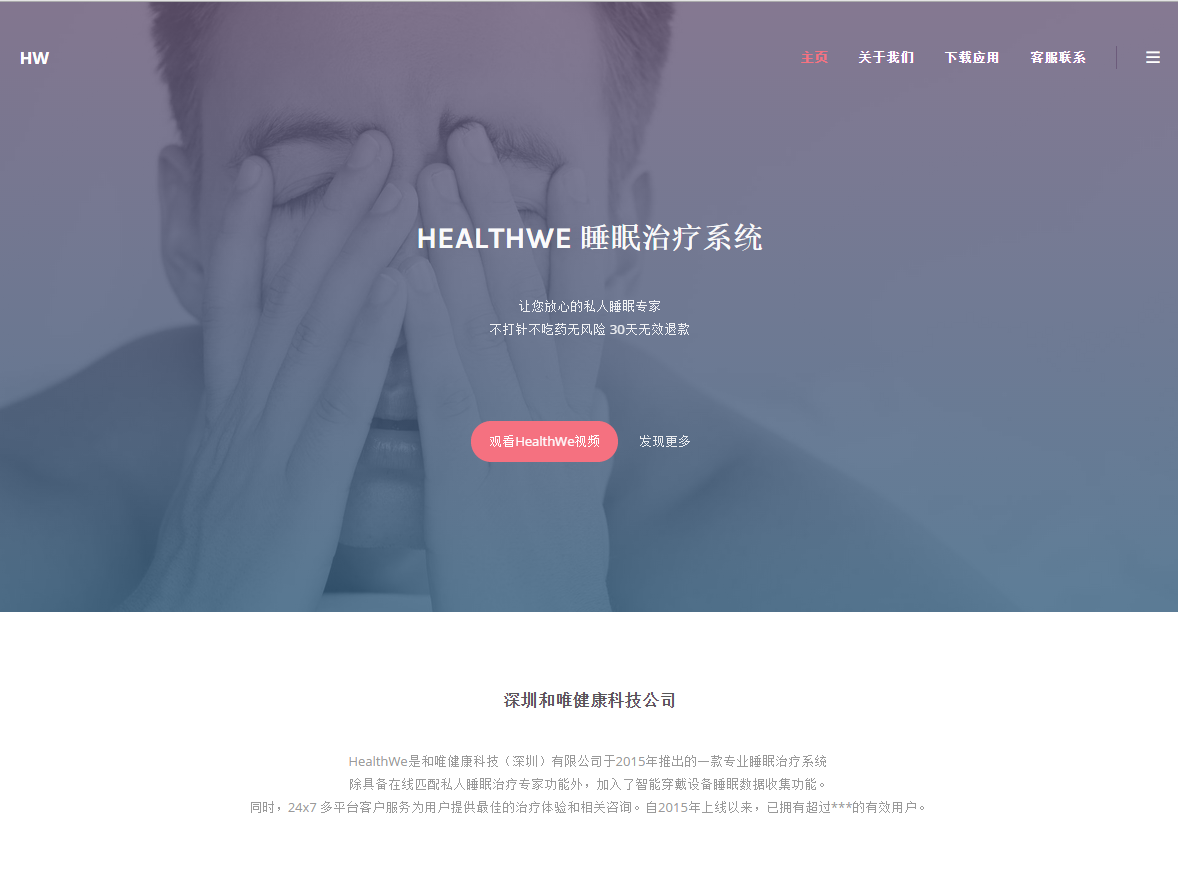 HW
主页
关于我们
下载应用
客服联系
HEALTHWE 睡眠治疗系统
让您放心的私人睡眠专家
不打针不吃药无风险 30天无效退款
观看HealthWe视频
发现更多
深圳和唯健康科技公司
HealthWe是和唯健康科技（深圳）有限公司于2015年推出的一款专业睡眠治疗系统
除具备在线匹配私人睡眠治疗专家功能外，加入了智能穿戴设备睡眠数据收集功能。
同时，24x7 多平台客户服务为用户提供最佳的治疗体验和相关咨询。自2015年上线以来，已拥有超过***的有效用户。